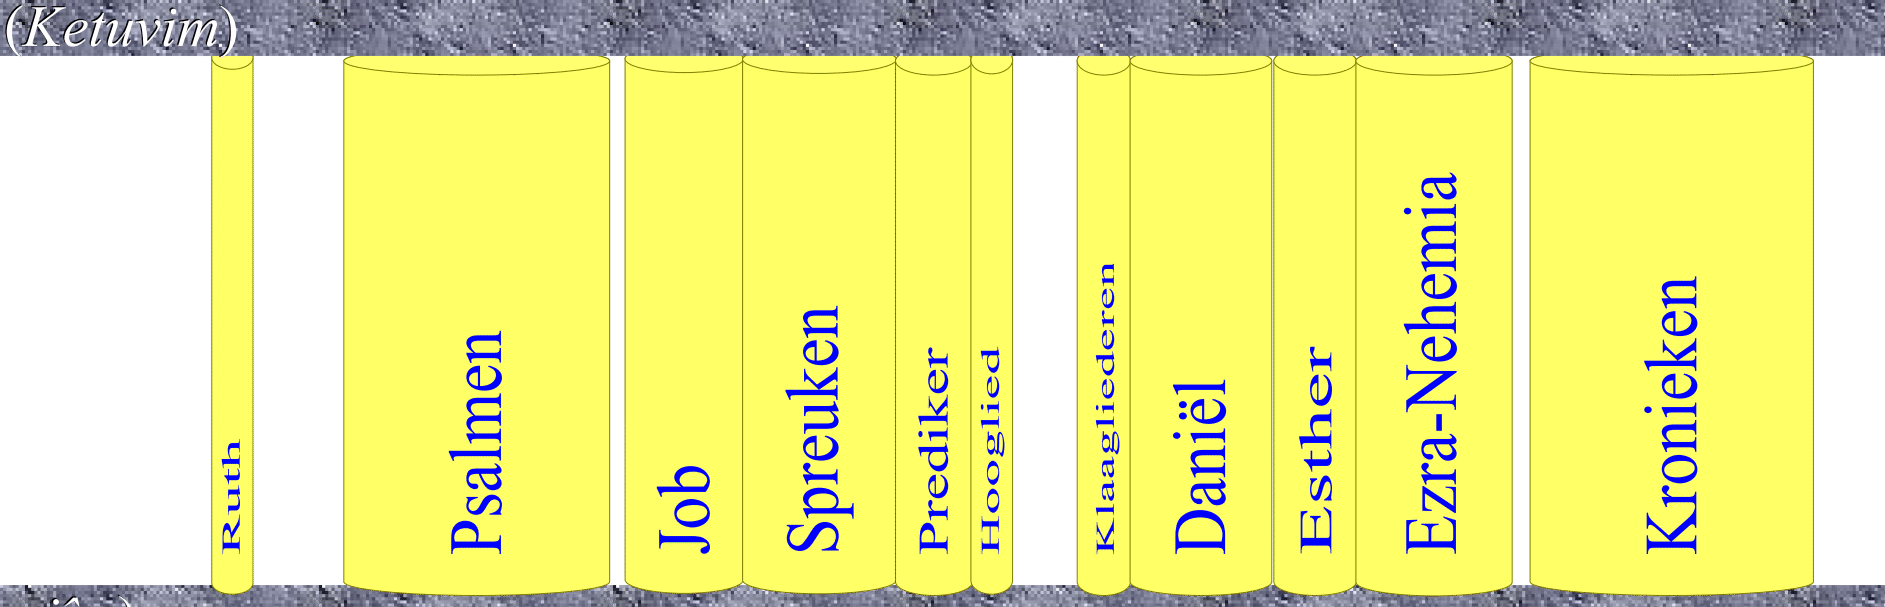 (Ketuvim)
Ruth
Psalmen
Job
Spreuken
Prediker
Hooglied
Klaagliederen
Daniël
Esther
Ezra-Nehemia
Kronieken